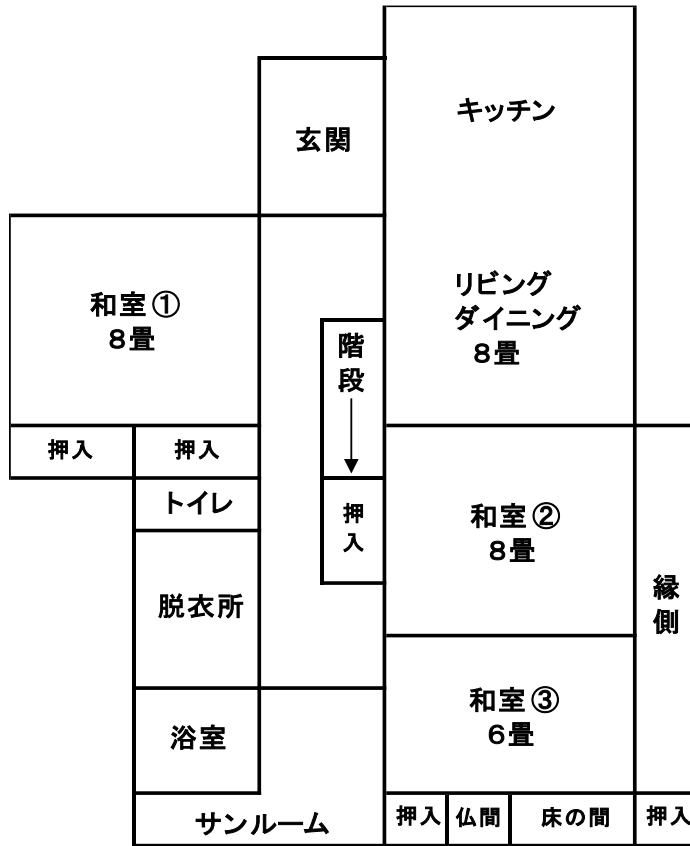 キッチン
玄関
リビング
ダイニング
８畳
和室①
８畳
階段
押入
押入
トイレ
押入
和室②
８畳
脱衣所
縁側
和室③
６畳
浴室
サンルーム
押入
仏間
床の間
押入